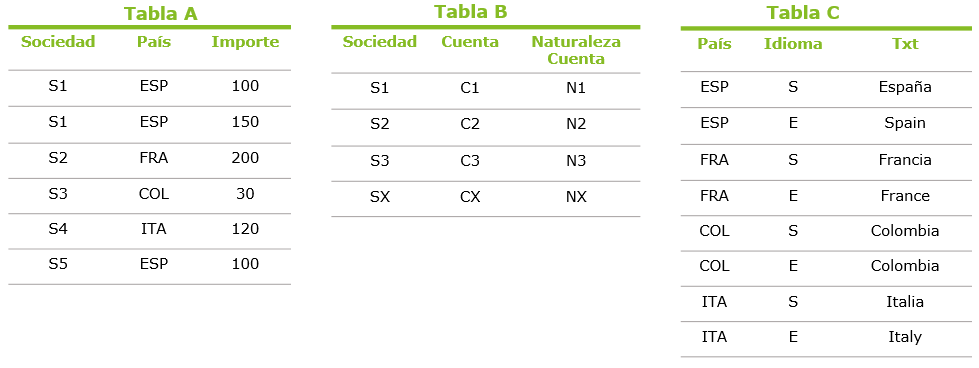 Tabla A
Sociedad País Importe
S1 ESP 100
S1 ESP 150
S2 FRA 200
S3 COL 30
S4 ITA 120
S5 ESP 100
Tabla B
Sociedad Cuenta Naturaleza
Cuenta
S1 C1 N1
S2 C2 N2
S3 C3 N3
SX CX NX
Tabla C
País Idioma Txt
ESP S España
ESP E Spain
FRA S Francia
FRA E France
COL S Colombia
COL E Colombia
ITA S Italia
ITA E Italy